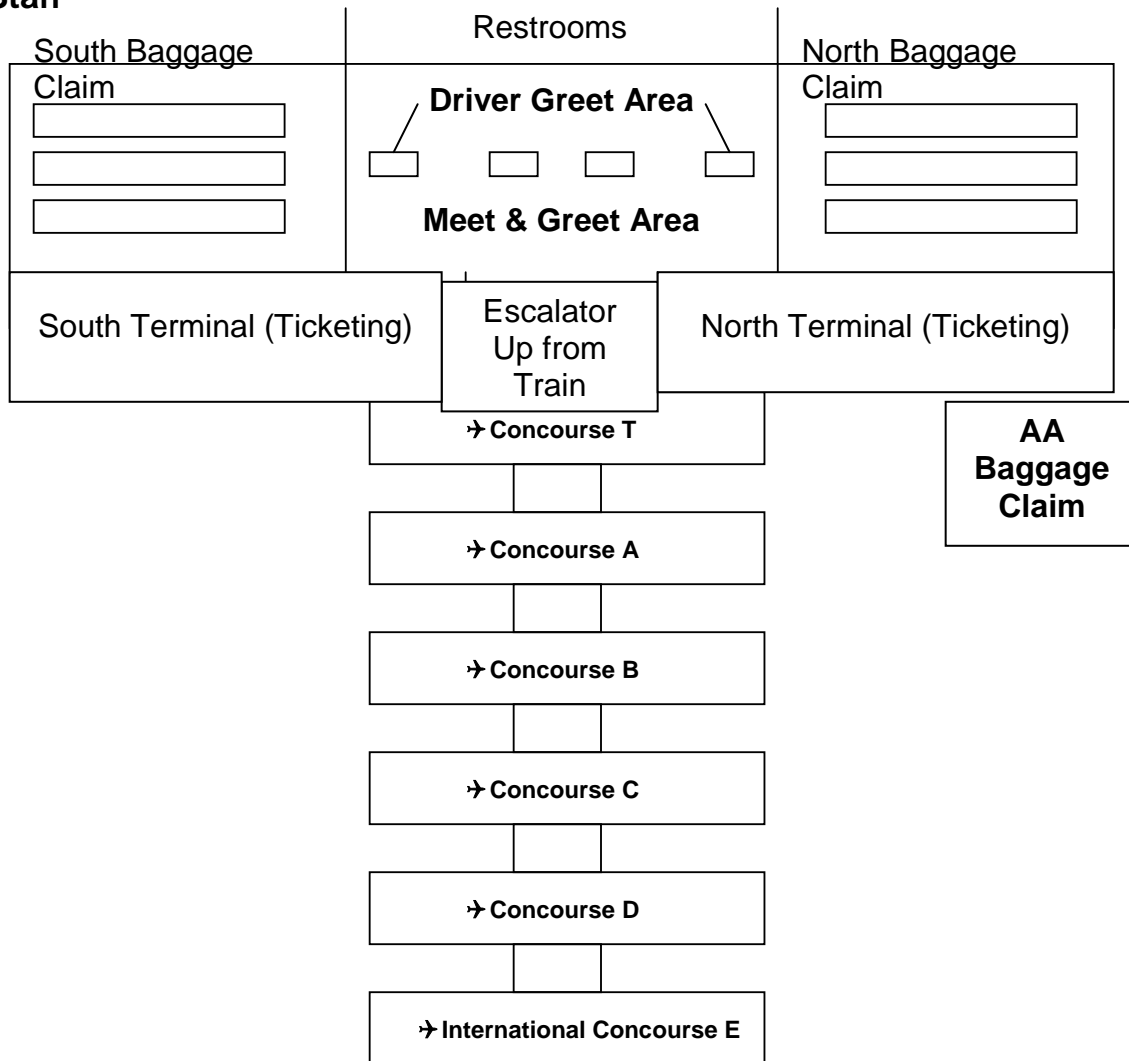 Restrooms
South Baggage
Claim
North Baggage
Claim
Driver Greet Area
Meet & Greet Area
South Terminal (Ticketing)
Escalator
Up from
Train
North Terminal (Ticketing)
Concourse T
AA
Baggage
Claim
Concourse A
Concourse B
Concourse C
Concourse D
International Concourse E